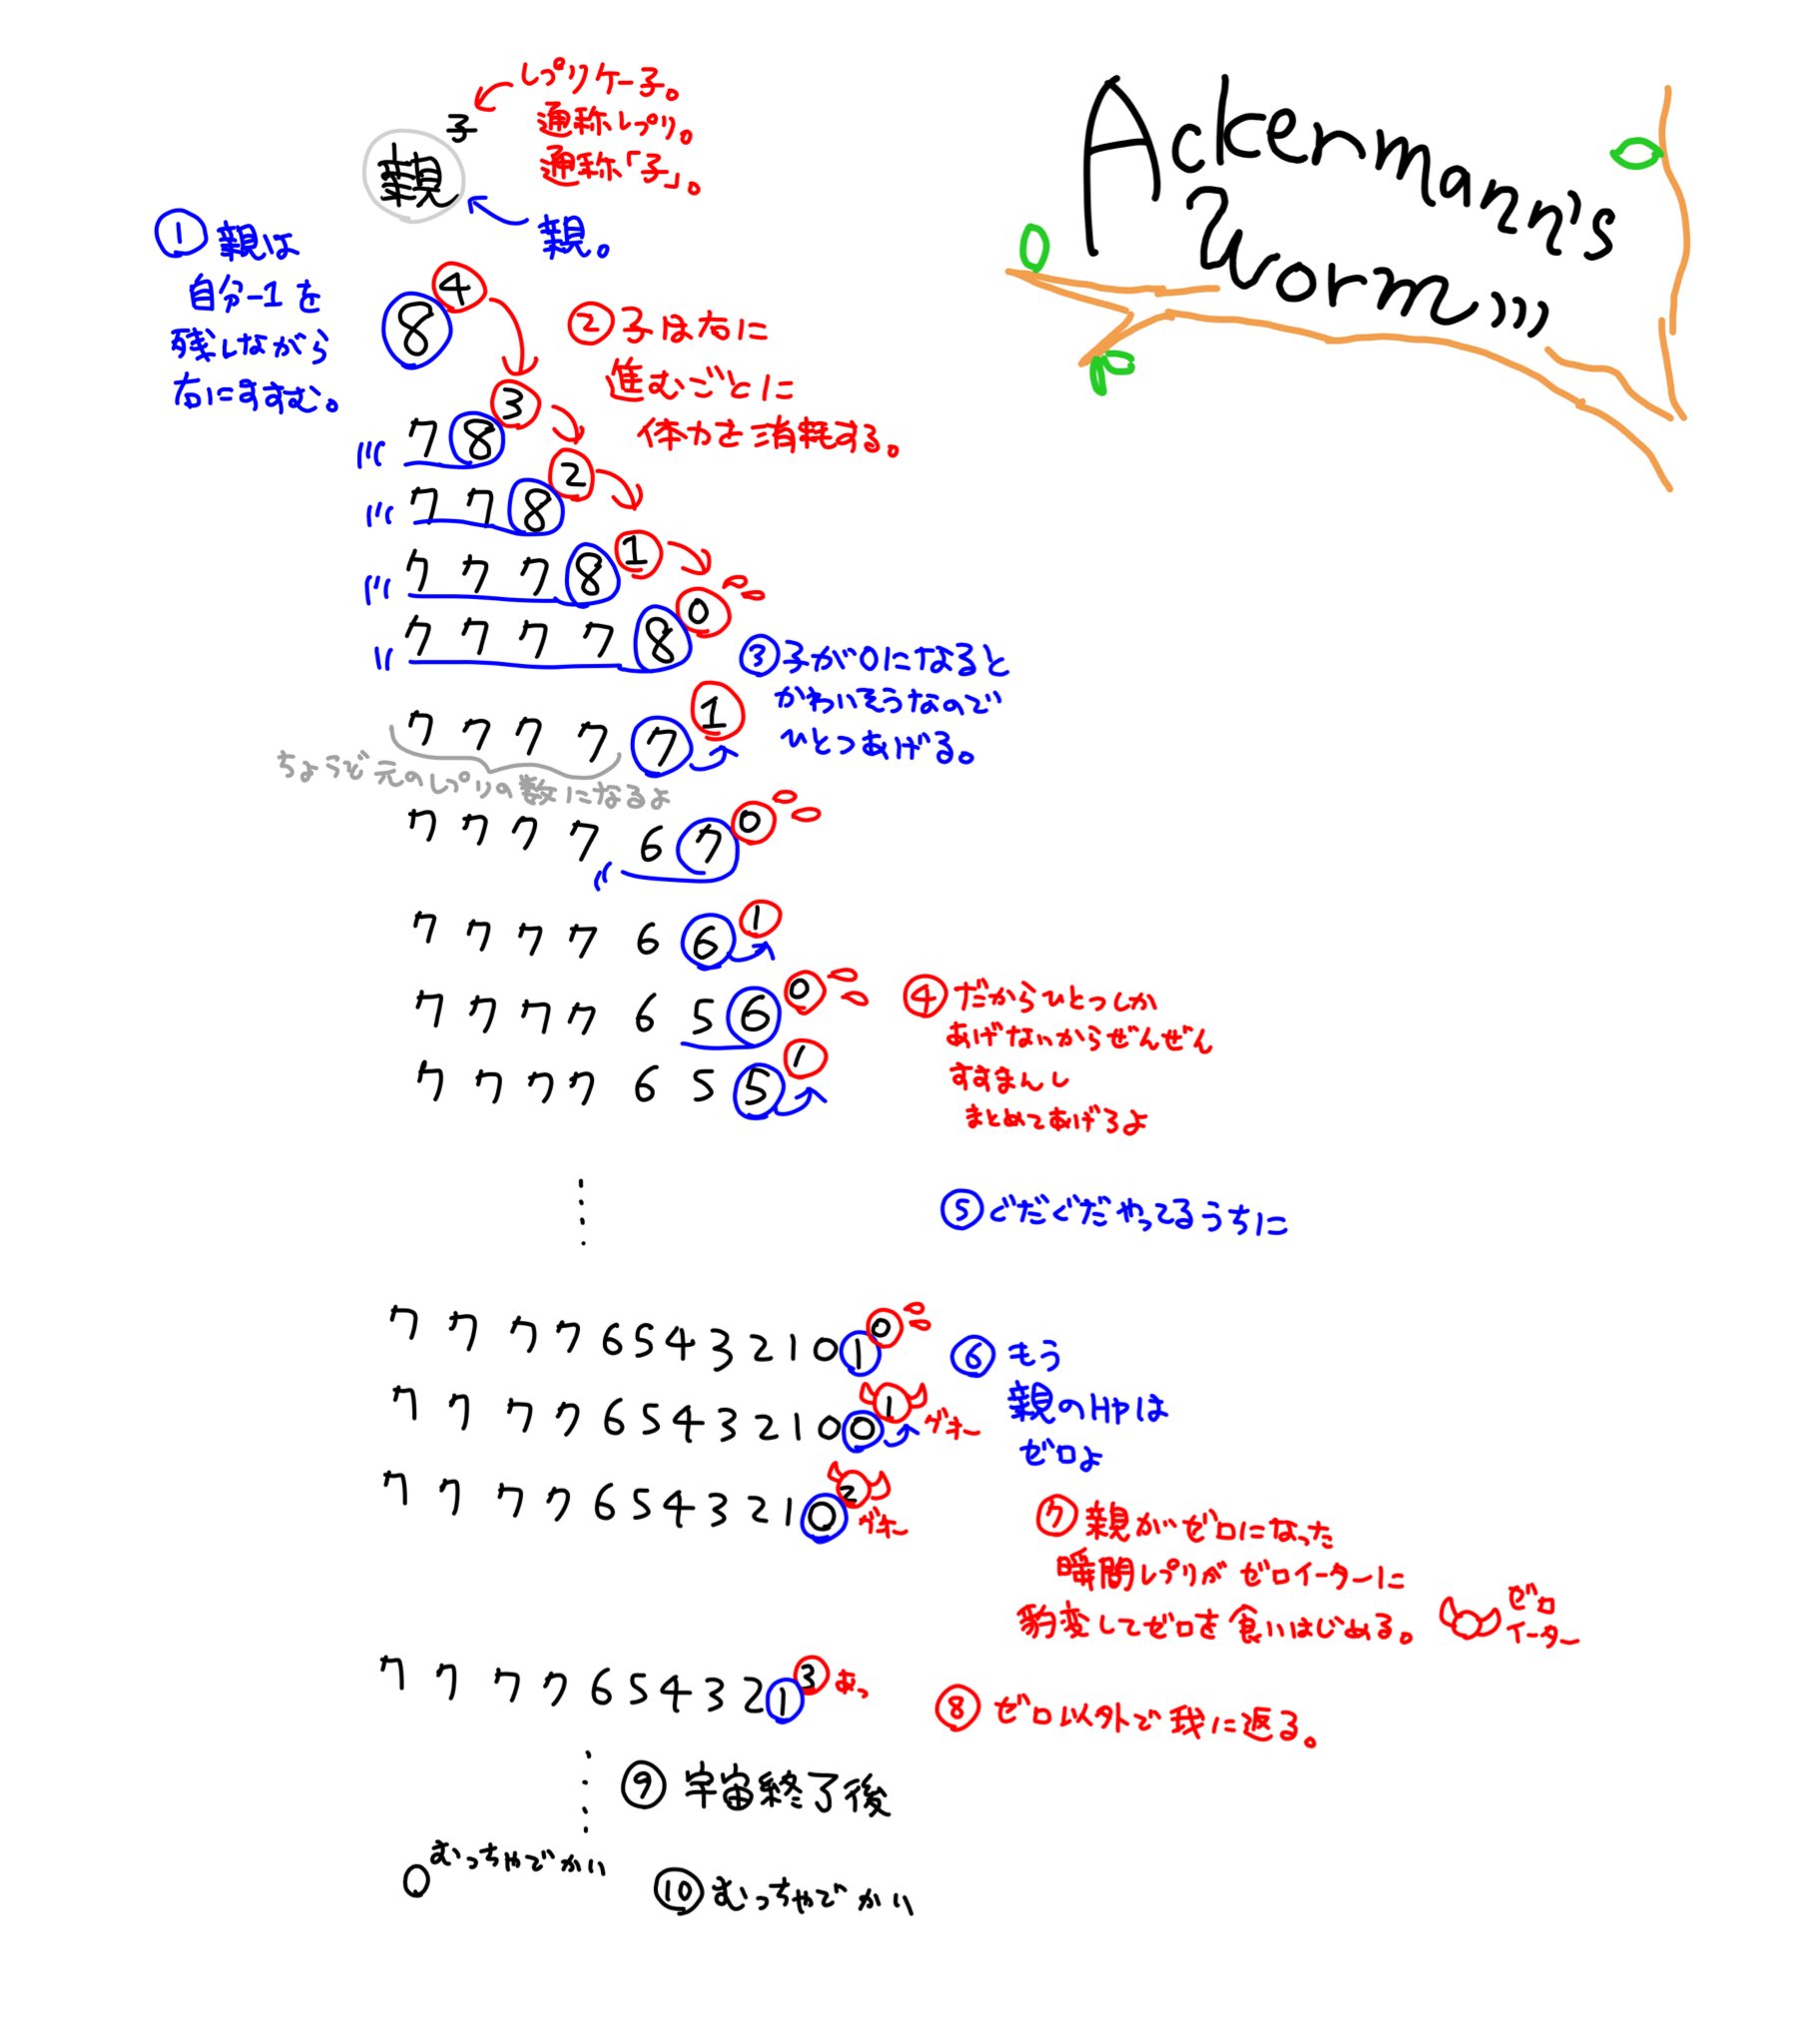 Ackermann's
Worm
レプリケー子。
通称レプリ。
通称「子」。
親 子
親。
① 親は
自分-1を
残しながら
右にすすむ。
8 4
② 子は右に
進むごとに
体力を消耗する。
7 8 3
7 7 8 2
7 7 7 8 1
7 7 7 7 8 0
③ 子が0になると
かわいそうなので
ひとつあげる。
7 7 7 7 7 1
ちょうど元のレプリの数になるよ
7 7 7 7 6 7 0
7 7 7 7 6 6 1
7 7 7 7 6 5 6 0
7 7 7 7 6 5 5 1
④ だからひとつしか
あげないからぜんぜん
すすまんし
まとめてあげろよ
⑤ ぐだぐだやってるうちに
7 7 7 7 6 5 4 3 2 1 0 1 0
7 7 7 7 6 5 4 3 2 1 0 0 1 ゲホー
⑥ もう
親のHPは
ゼロよ
7 7 7 7 6 5 4 3 2 1 0 2 ゲホー
⑦ 親がゼロになった
瞬間レプリがゼロイーターに
豹変してゼロを食いはじめる。
ゼロ
イーター
7 7 7 7 6 5 4 3 2 1 3 あっ
⑧ ゼロ以外で我に返る。
⑨ 宇宙終了後
0 むっちゃでかい
⑩ むっちゃでかい